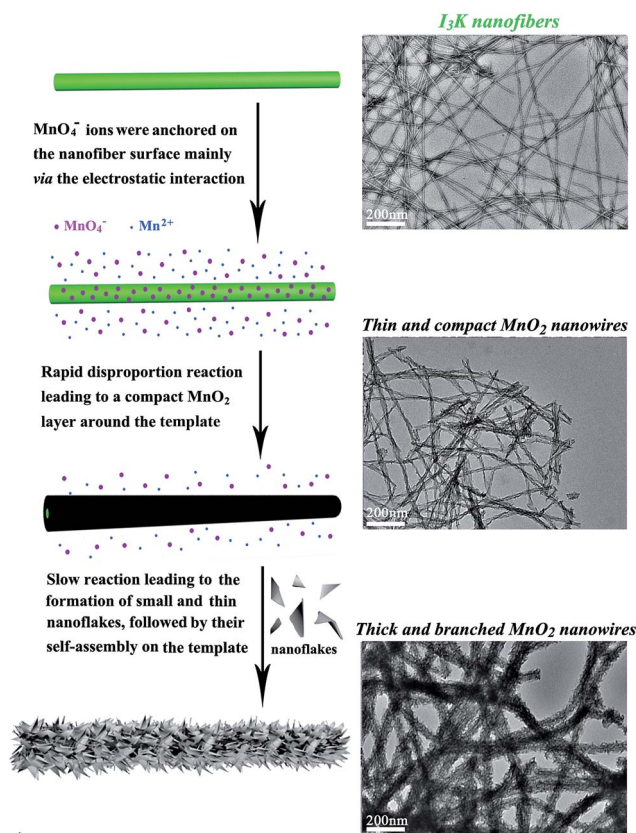 I₃K nanofibers
MnO₄⁻ ions were anchored on
the nanofiber surface mainly
via the electrostatic interaction
200nm
MnO₄⁻ Mn²⁺
Thin and compact MnO₂ nanowires
Rapid disproportion reaction
leading to a compact MnO₂
layer around the template
200nm
Slow reaction leading to the
formation of small and thin
nanoflakes, followed by their
self-assembly on the template
nanoflakes
Thick and branched MnO₂ nanowires
200nm